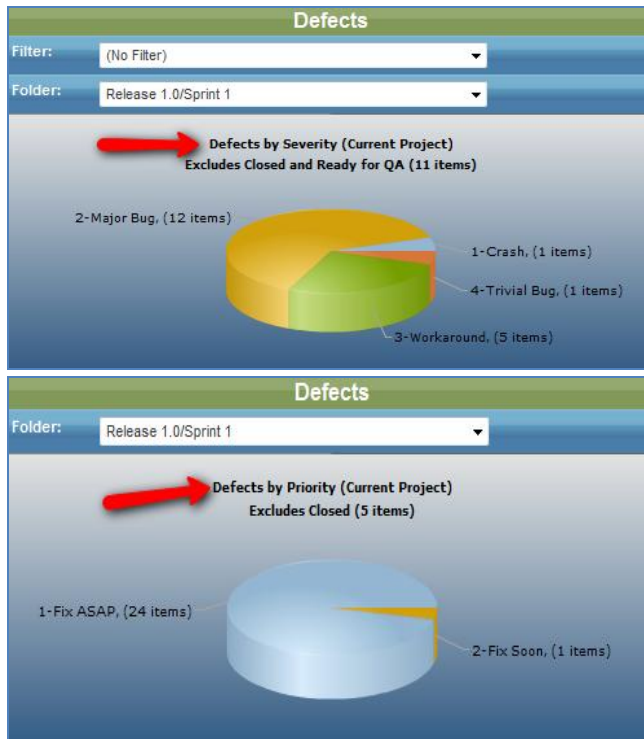 Defects
Filter: (No Filter)
Folder: Release 1.0/Sprint 1
Defects by Severity (Current Project)
Excludes Closed and Ready for QA (11 items)
2-Major Bug, (12 items)
1-Crash, (1 items)
4-Trivial Bug, (1 items)
3-Workaround, (5 items)
Defects
Folder: Release 1.0/Sprint 1
Defects by Priority (Current Project)
Excludes Closed (5 items)
1-Fix ASAP, (24 items)
2-Fix Soon, (1 items)